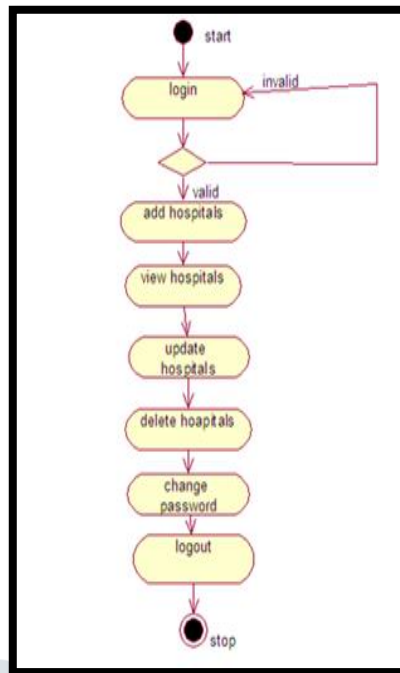 start
login
invalid
valid
add hospitals
view hospitals
update
hospitals
delete hoapitals
change
password
logout
stop